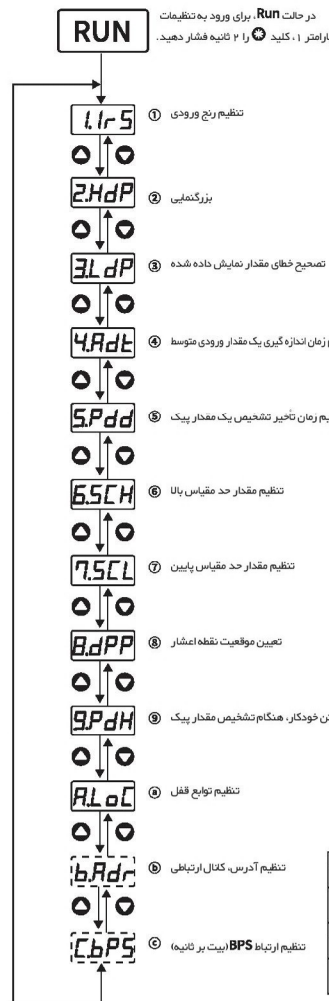 در حالت Run، برای ورود به تنظیمات
پارامتر ۱، کلید را ۲ ثانیه فشار دهید.
RUN
1.IrS ① تنظیم رنج ورودی
2.HdP ② بزرگنمایی
3.LdP ③ تصحیح خطای مقدار نمایش داده شده
4.Adt ④ زمان اندازه گیری یک مقدار ورودی متوسط
5.Pdd ⑤ زمان تأخیر تشخیص یک مقدار پیک
6.SCH ⑥ تنظیم مقدار حد مقیاس بالا
7.SCL ⑦ تنظیم مقدار حد مقیاس پایین
8.dPP ⑧ تعیین موقعیت نقطه اعشار
9.PdH ⑨ خودکار، هنگام تشخیص مقدار پیک
A.LoC ⓐ تنظیم توابع قفل
b.Adr ⓑ تنظیم آدرس، کانال ارتباطی
C.bPS ⓒ تنظیم ارتباط BPS (بیت بر ثانیه)